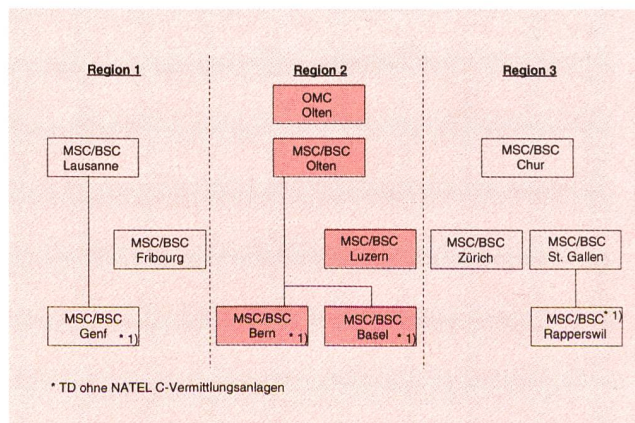 Region 1
Region 2
Region 3
OMC
Olten
MSC/BSC
Lausanne
MSC/BSC
Olten
MSC/BSC
Chur
MSC/BSC
Fribourg
MSC/BSC
Luzern
MSC/BSC
Zürich
MSC/BSC
St. Gallen
MSC/BSC
Genf * 1)
MSC/BSC
Bern * 1)
MSC/BSC
Basel * 1)
MSC/BSC * 1)
Rapperswil
* TD ohne NATEL C-Vermittlungsanlagen